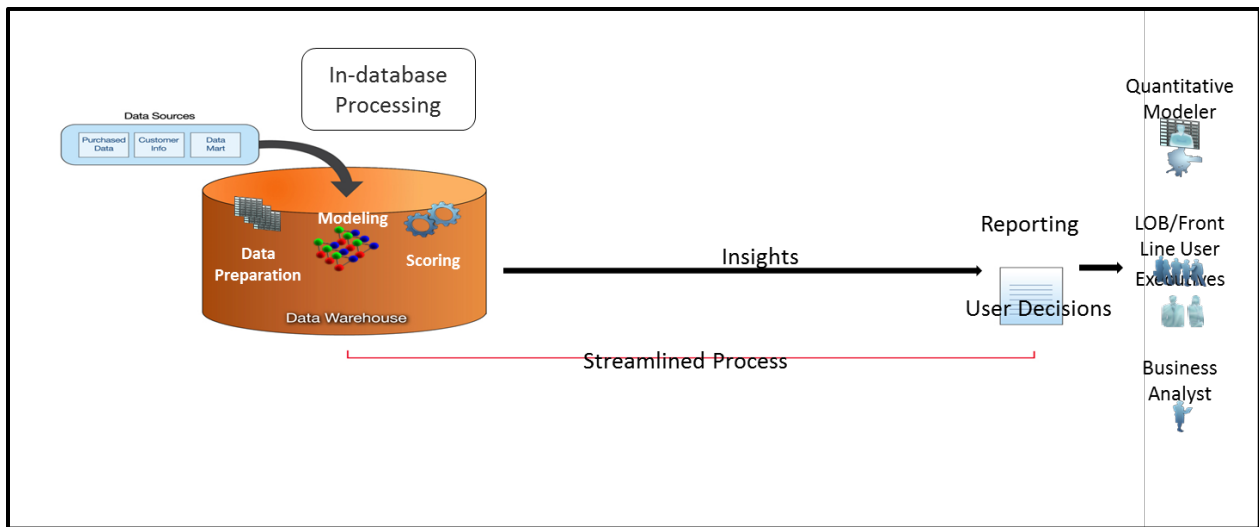 In-database
Processing
Data Sources
Purchased
Data
Customer
Info
Data
Mart
Modeling
Data
Preparation
Scoring
Data Warehouse
Insights
Streamlined Process
Reporting
User Decisions
Quantitative
Modeler
LOB/Front
Line User
Executives
Business
Analyst